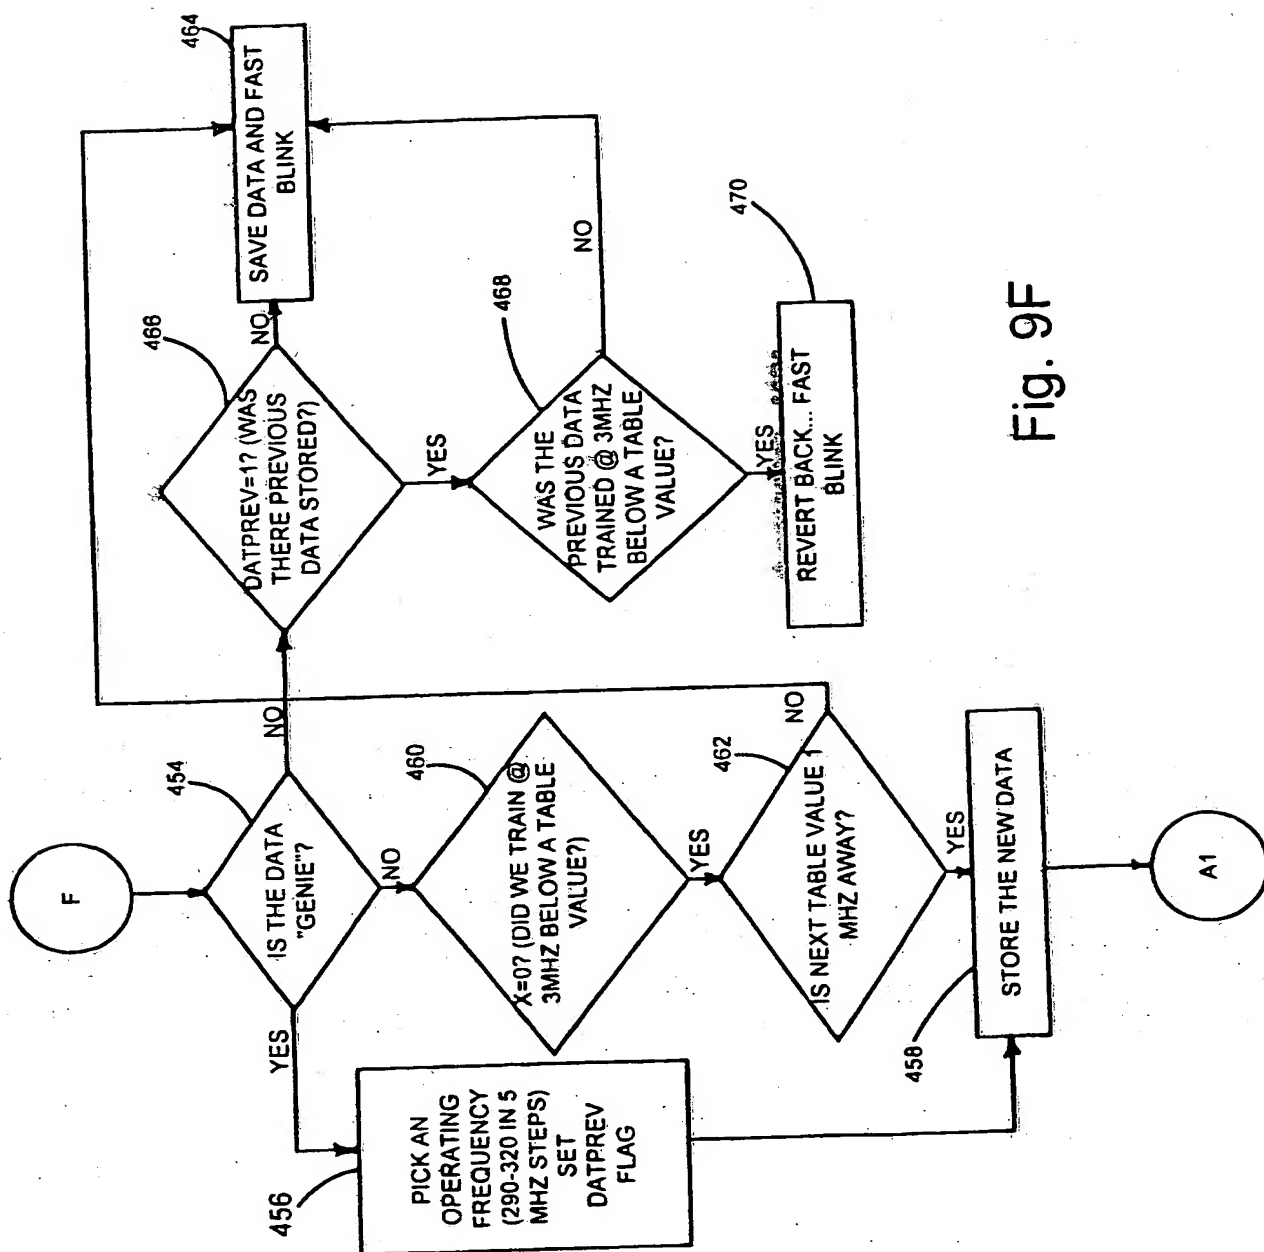 F
454
IS THE DATA
"GENIE"?
YES
NO
NO
456
PICK AN
OPERATING
FREQUENCY
(290-320 IN 5
MHZ STEPS)
SET
DATPREV
FLAG
460
X=0? (DID WE TRAIN @
3MHZ BELOW A TABLE
VALUE?)
YES
462
IS NEXT TABLE VALUE 1
MHZ AWAY?
NO
YES
458
STORE THE NEW DATA
A1
466
DATPREV=1? (WAS
THERE PREVIOUS
DATA STORED?)
NO
YES
464
SAVE DATA AND FAST
BLINK
468
WAS THE
PREVIOUS DATA
TRAINED @ 3MHZ
BELOW A TABLE
VALUE?
NO
YES
470
REVERT BACK... FAST
BLINK
Fig. 9F